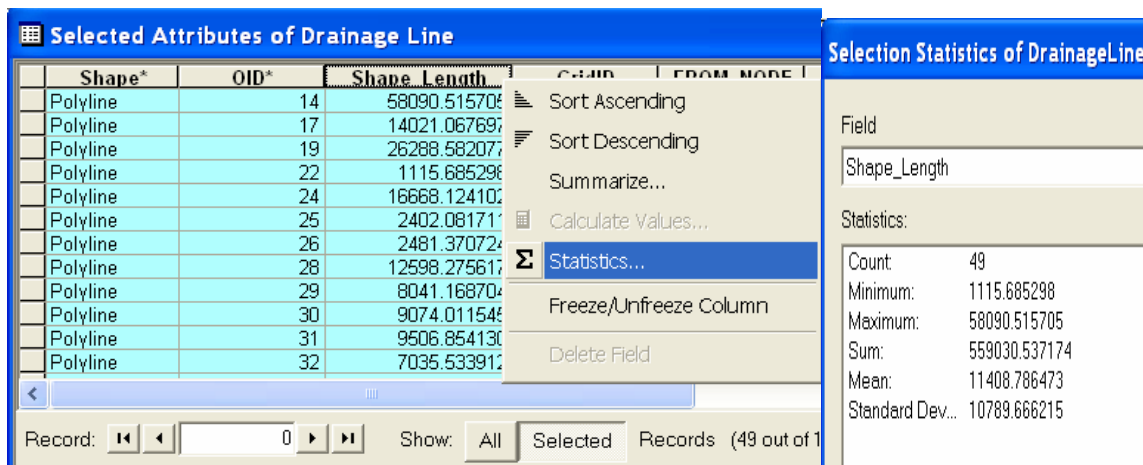 Selected Attributes of Drainage Line
Shape* OID* Shape_Length GridID FROM_NODE
Polyline 14 58090.515705
Polyline 17 14021.067697
Polyline 19 26288.582077
Polyline 22 1115.685298
Polyline 24 16668.124102
Polyline 25 2402.081711
Polyline 26 2481.370724
Polyline 28 12598.275617
Polyline 29 8041.168704
Polyline 30 9074.011545
Polyline 31 9506.854130
Polyline 32 7035.533912
Sort Ascending
Sort Descending
Summarize...
Calculate Values...
Σ Statistics...
Freeze/Unfreeze Column
Delete Field
Record: 0 Show: All Selected Records (49 out of 1
Selection Statistics of DrainageLine
Field
Shape_Length
Statistics:
Count: 49
Minimum: 1115.685298
Maximum: 58090.515705
Sum: 559030.537174
Mean: 11408.786473
Standard Dev... 10789.666215